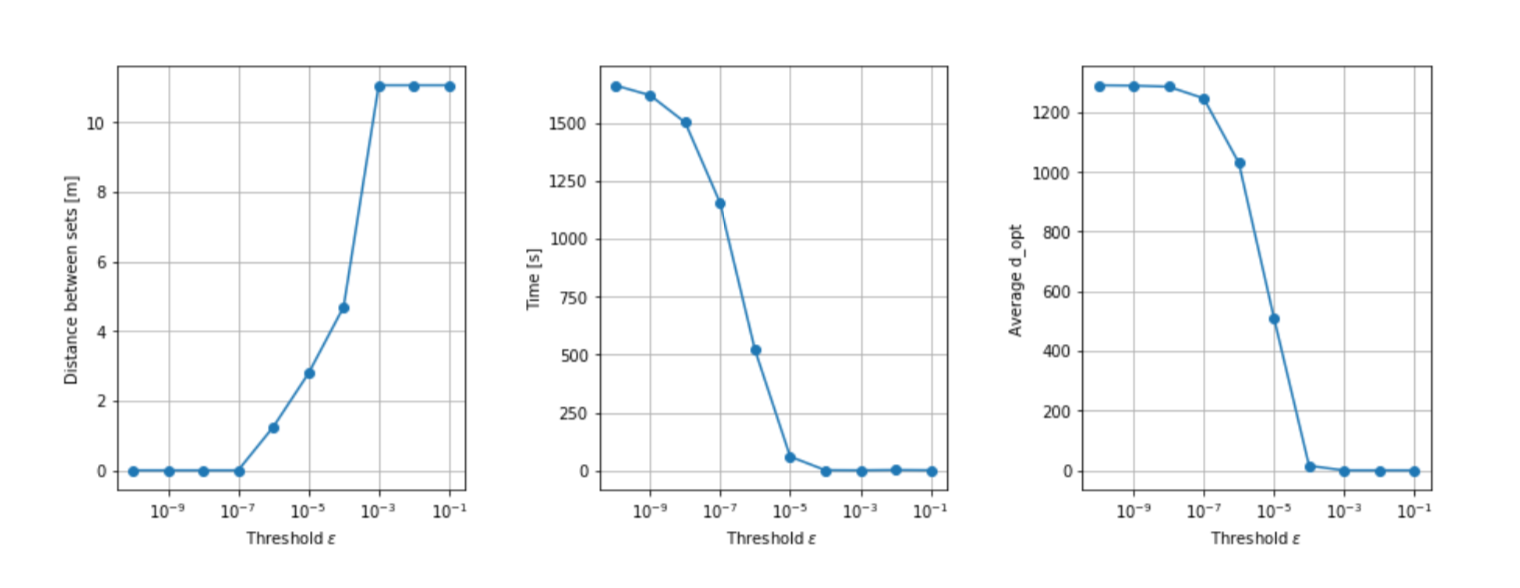 Distance between sets [m]
10
8
6
4
2
0
10⁻⁹ 10⁻⁷ 10⁻⁵ 10⁻³ 10⁻¹
Threshold ε
Time [s]
1500
1250
1000
750
500
250
0
10⁻⁹ 10⁻⁷ 10⁻⁵ 10⁻³ 10⁻¹
Threshold ε
Average d_opt
1200
1000
800
600
400
200
0
10⁻⁹ 10⁻⁷ 10⁻⁵ 10⁻³ 10⁻¹
Threshold ε